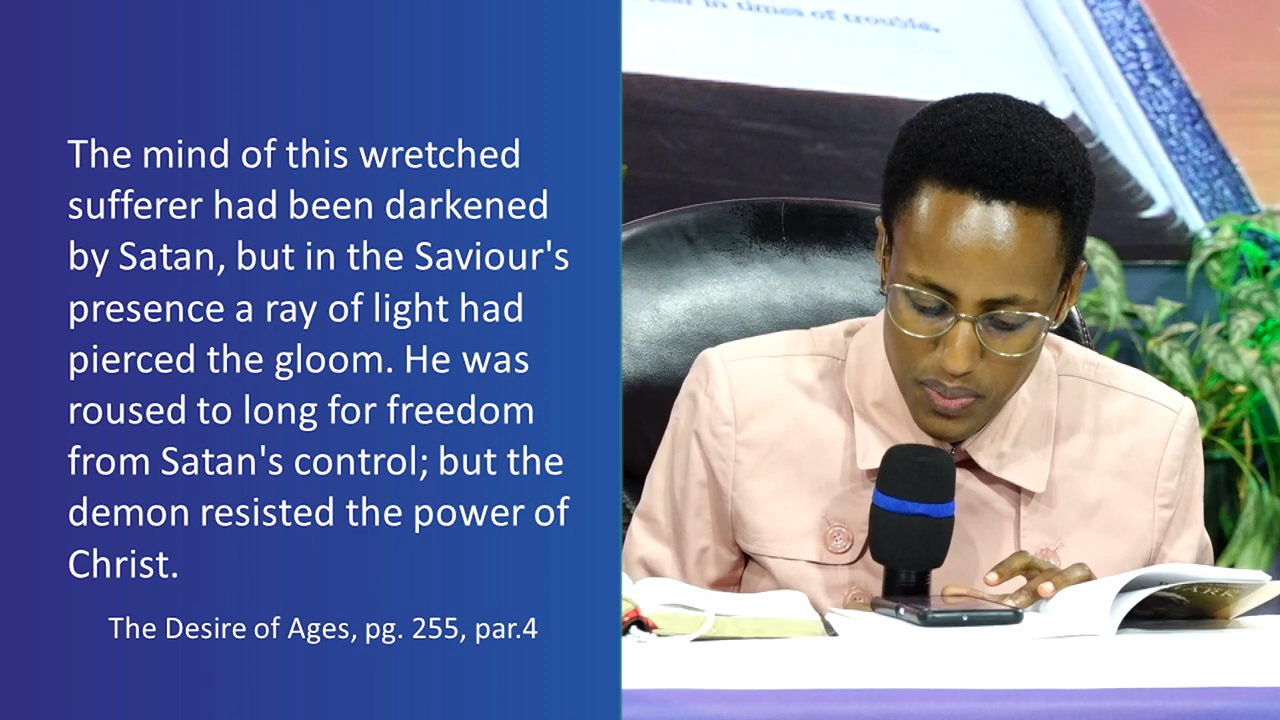 The mind of this wretched
sufferer had been darkened
by Satan, but in the Saviour's
presence a ray of light had
pierced the gloom. He was
roused to long for freedom
from Satan's control; but the
demon resisted the power of
Christ.
The Desire of Ages, pg. 255, par.4
in times of trouble.